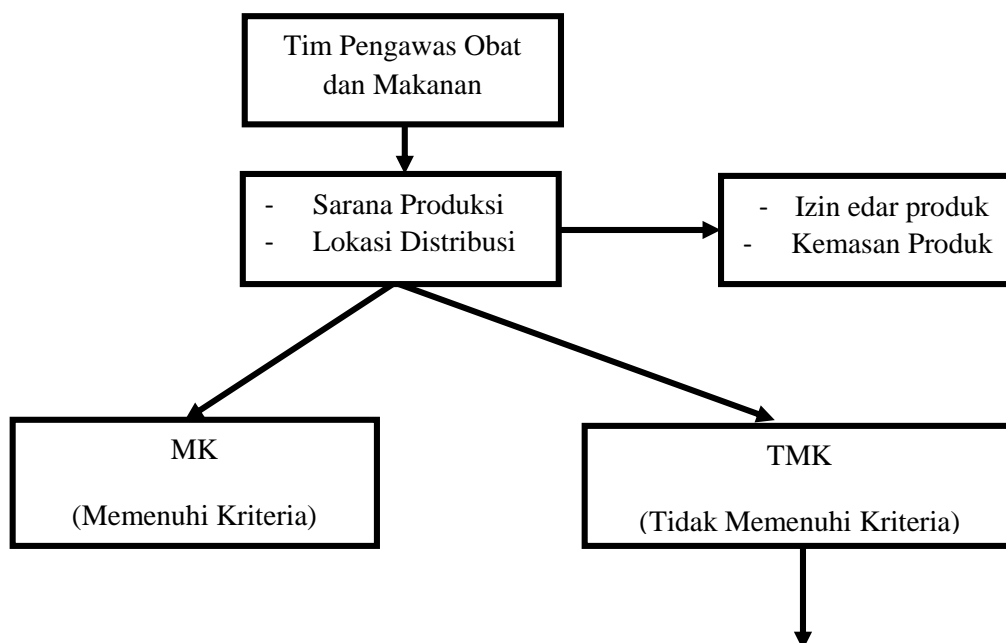 Tim Pengawas Obat
dan Makanan
- Sarana Produksi
- Lokasi Distribusi
- Izin edar produk
- Kemasan Produk
MK
(Memenuhi Kriteria)
TMK
(Tidak Memenuhi Kriteria)